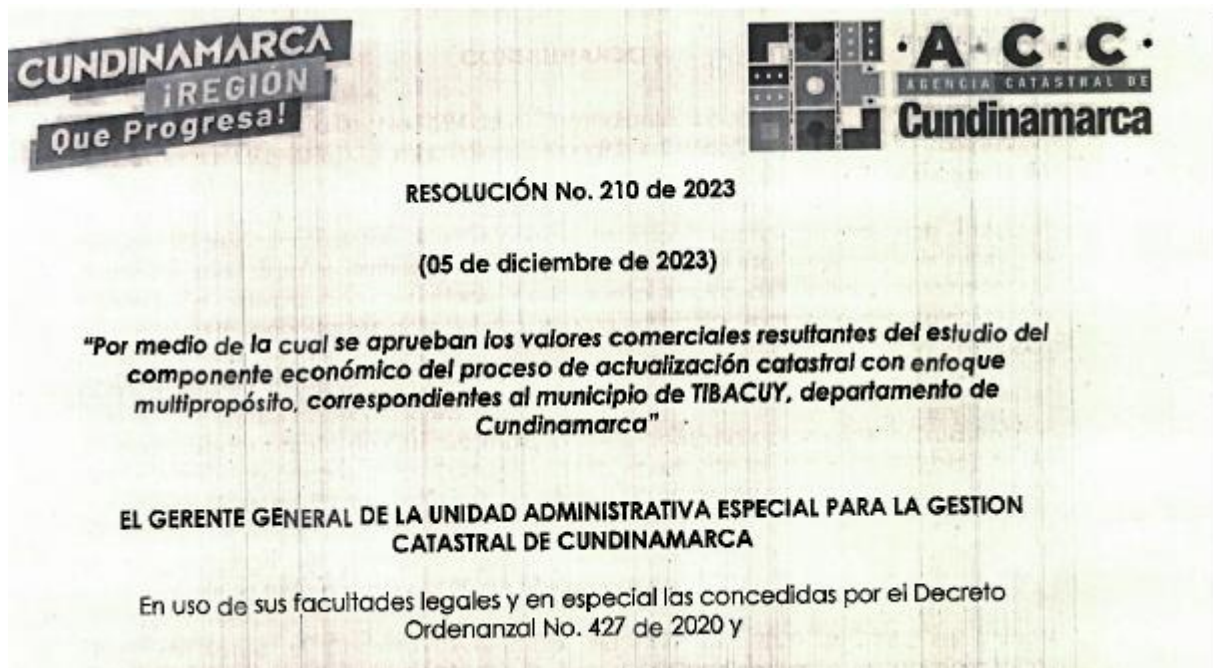 CUNDINAMARCA
¡REGIÓN
Que Progresa!
·A·C·C·
AGENCIA CATASTRAL DE
Cundinamarca
RESOLUCIÓN No. 210 de 2023
(05 de diciembre de 2023)
"Por medio de la cual se aprueban los valores comerciales resultantes del estudio del
componente económico del proceso de actualización catastral con enfoque
multipropósito, correspondientes al municipio de TIBACUY, departamento de
Cundinamarca"
EL GERENTE GENERAL DE LA UNIDAD ADMINISTRATIVA ESPECIAL PARA LA GESTION
CATASTRAL DE CUNDINAMARCA
En uso de sus facultades legales y en especial las concedidas por el Decreto
Ordenanzal No. 427 de 2020 y